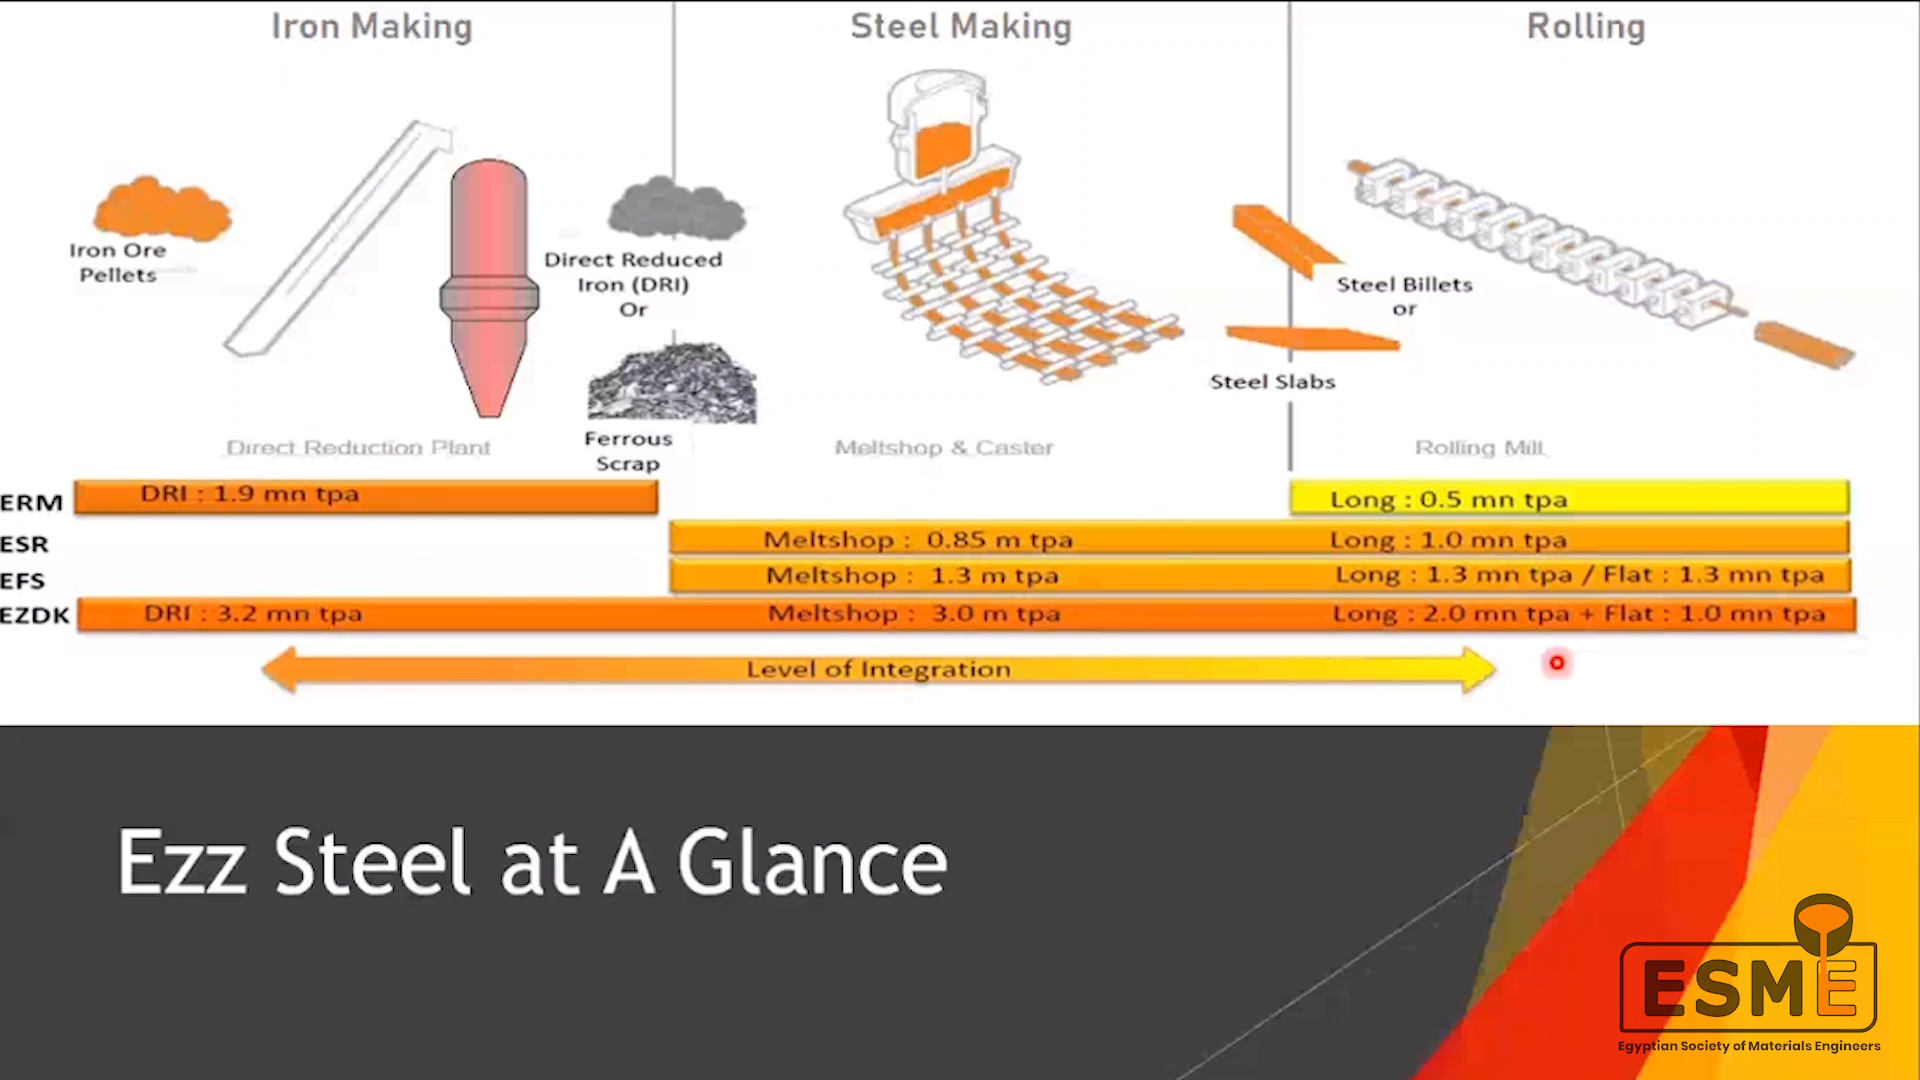 Iron Making
Steel Making
Rolling
Iron Ore
Pellets
Direct Reduced
Iron (DRI)
Or
Ferrous
Scrap
Steel Billets
or
Steel Slabs
Direct Reduction Plant
Meltshop & Caster
Rolling Mill
ERM DRI : 1.9 mn tpa Long : 0.5 mn tpa
ESR Meltshop : 0.85 m tpa Long : 1.0 mn tpa
EFS Meltshop : 1.3 m tpa Long : 1.3 mn tpa / Flat : 1.3 mn tpa
EZDK DRI : 3.2 mn tpa Meltshop : 3.0 m tpa Long : 2.0 mn tpa + Flat : 1.0 mn tpa
Level of Integration
Ezz Steel at A Glance
ESME
Egyptian Society of Materials Engineers